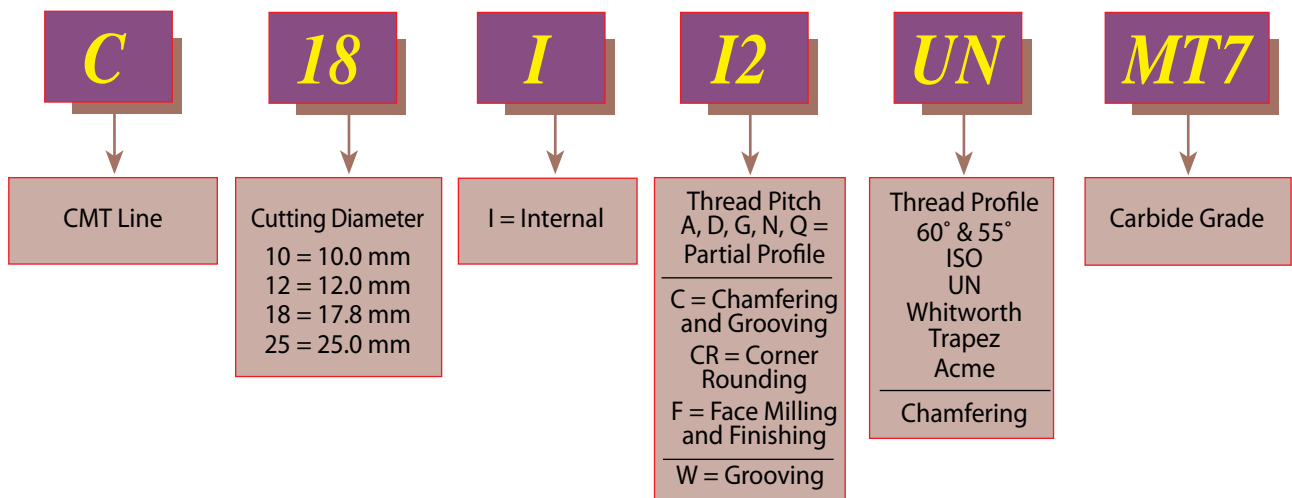 C
18
I
I2
UN
MT7
CMT Line
Cutting Diameter
10 = 10.0 mm
12 = 12.0 mm
18 = 17.8 mm
25 = 25.0 mm
I = Internal
Thread Pitch
A, D, G, N, Q =
Partial Profile
C = Chamfering
and Grooving
CR = Corner
Rounding
F = Face Milling
and Finishing
W = Grooving
Thread Profile
60° & 55°
ISO
UN
Whitworth
Trapez
Acme
Chamfering
Carbide Grade